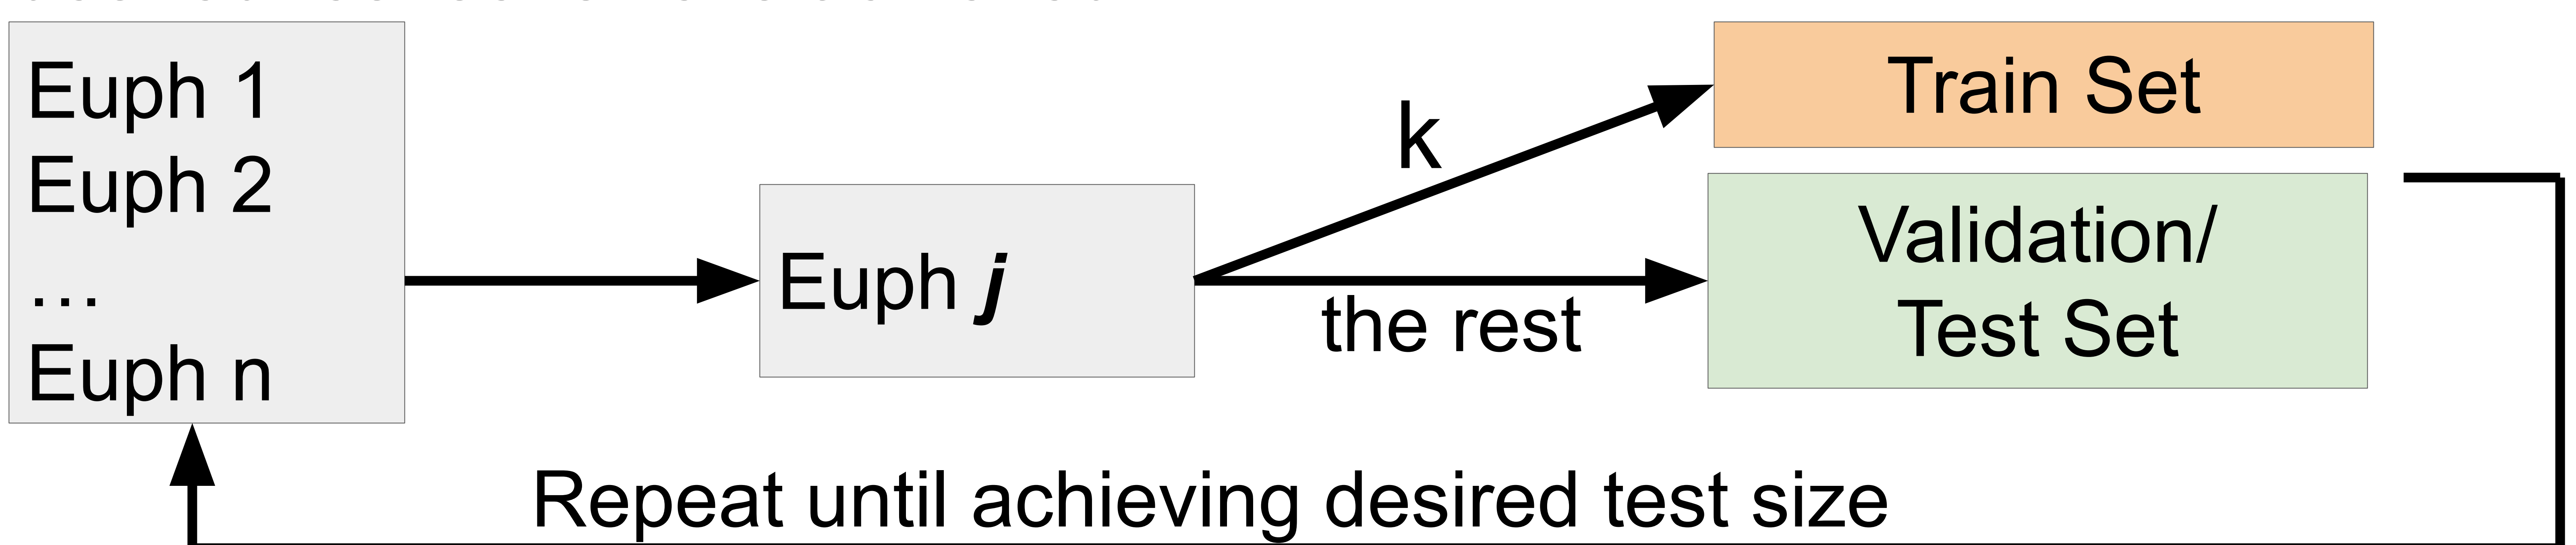 Euph 1
Euph 2
…
Euph n
Euph j
k
the rest
Train Set
Validation/
Test Set
Repeat until achieving desired test size